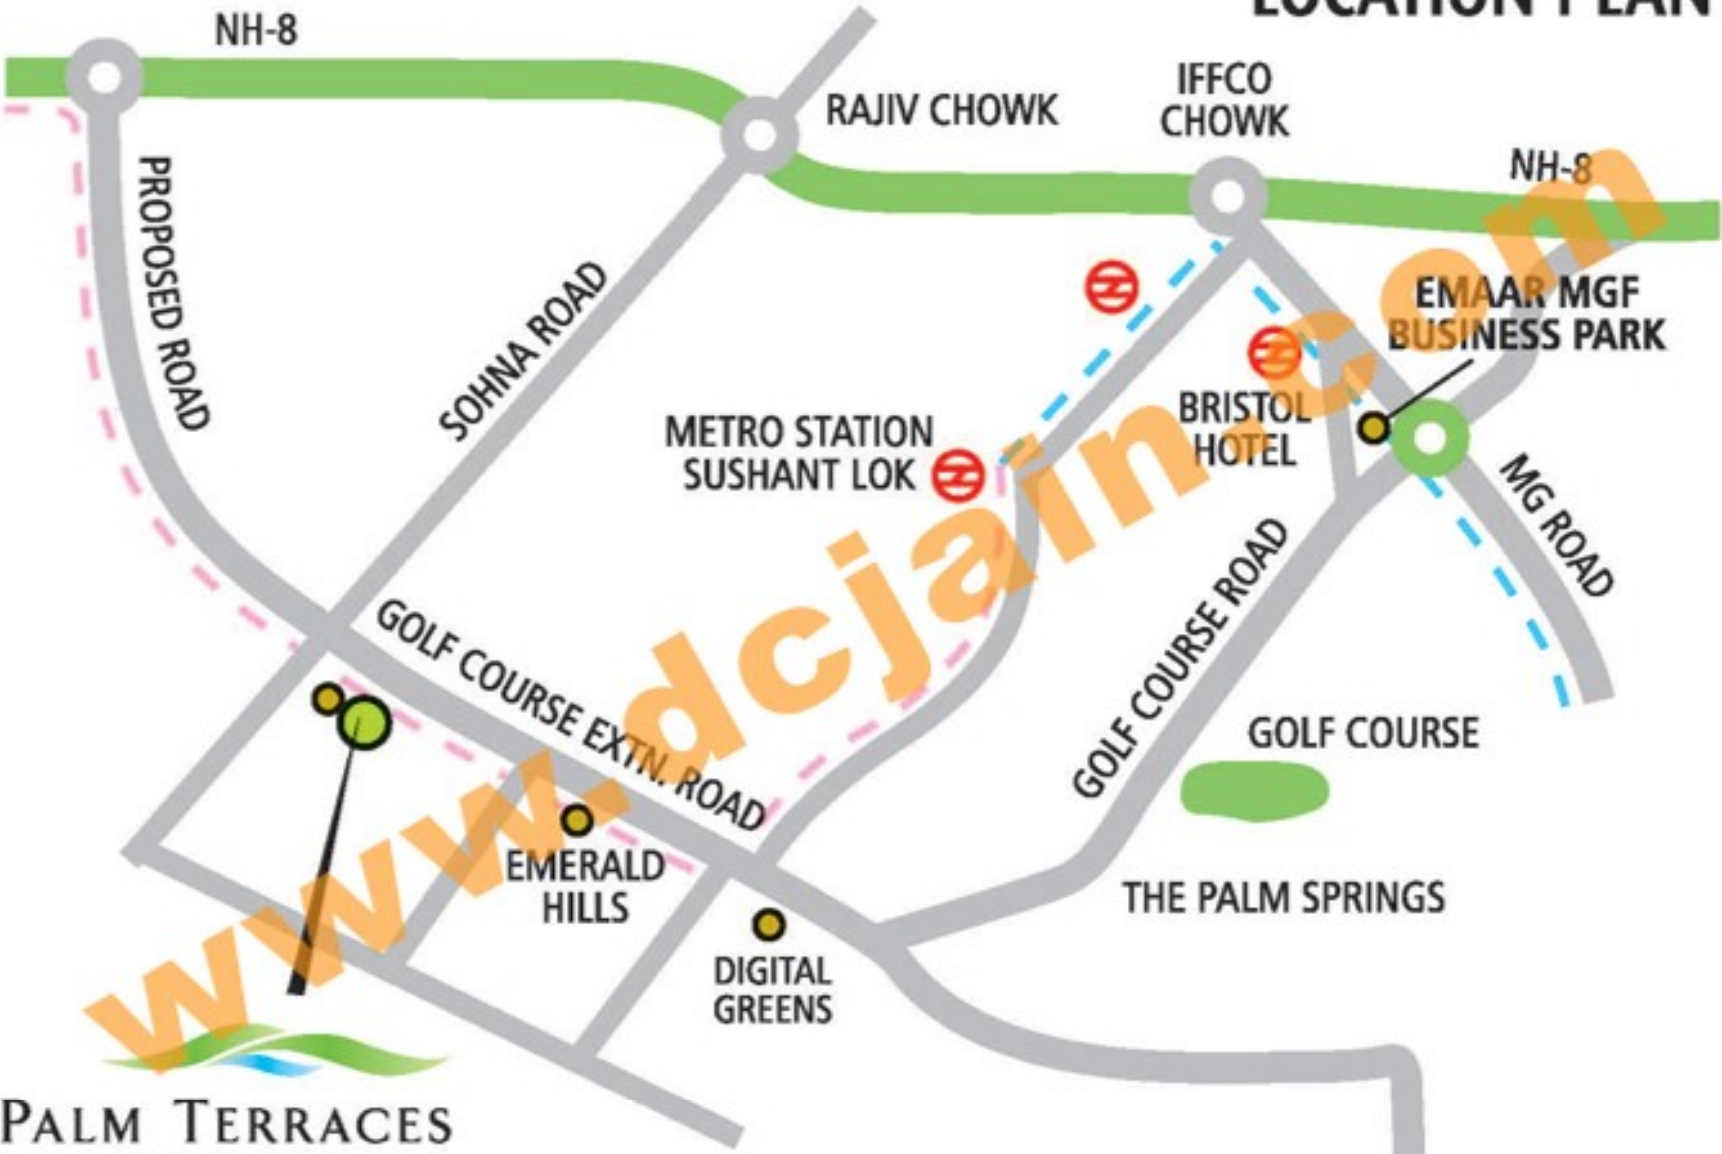 LOCATION PLAN
NH-8
RAJIV CHOWK
IFFCO
CHOWK
NH-8
PROPOSED ROAD
SOHNA ROAD
EMAAR MGF
BUSINESS PARK
METRO STATION
SUSHANT LOK
BRISTOL
HOTEL
MG ROAD
GOLF COURSE ROAD
GOLF COURSE EXTN. ROAD
GOLF COURSE
EMERALD
HILLS
THE PALM SPRINGS
DIGITAL
GREENS
PALM TERRACES
www.dcjain.com